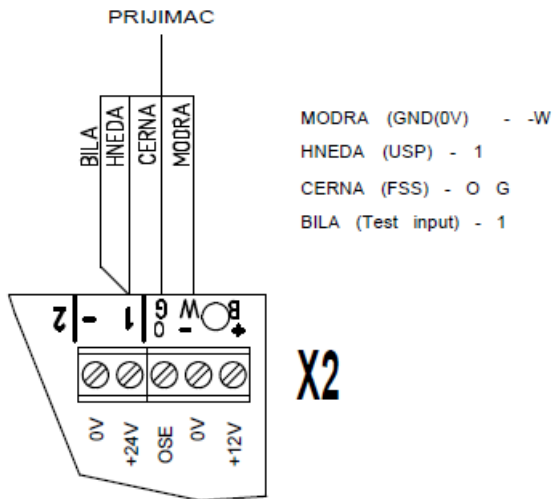 PRIJIMAC
BILA
HNEDA
CERNA
MODRA
MODRA (GND(0V) - -W
HNEDA (USP) - 1
CERNA (FSS) - O G
BILA (Test input) - 1
2 - 1 G O W - B +
X2
0V
+24V
OSE
0V
+12V